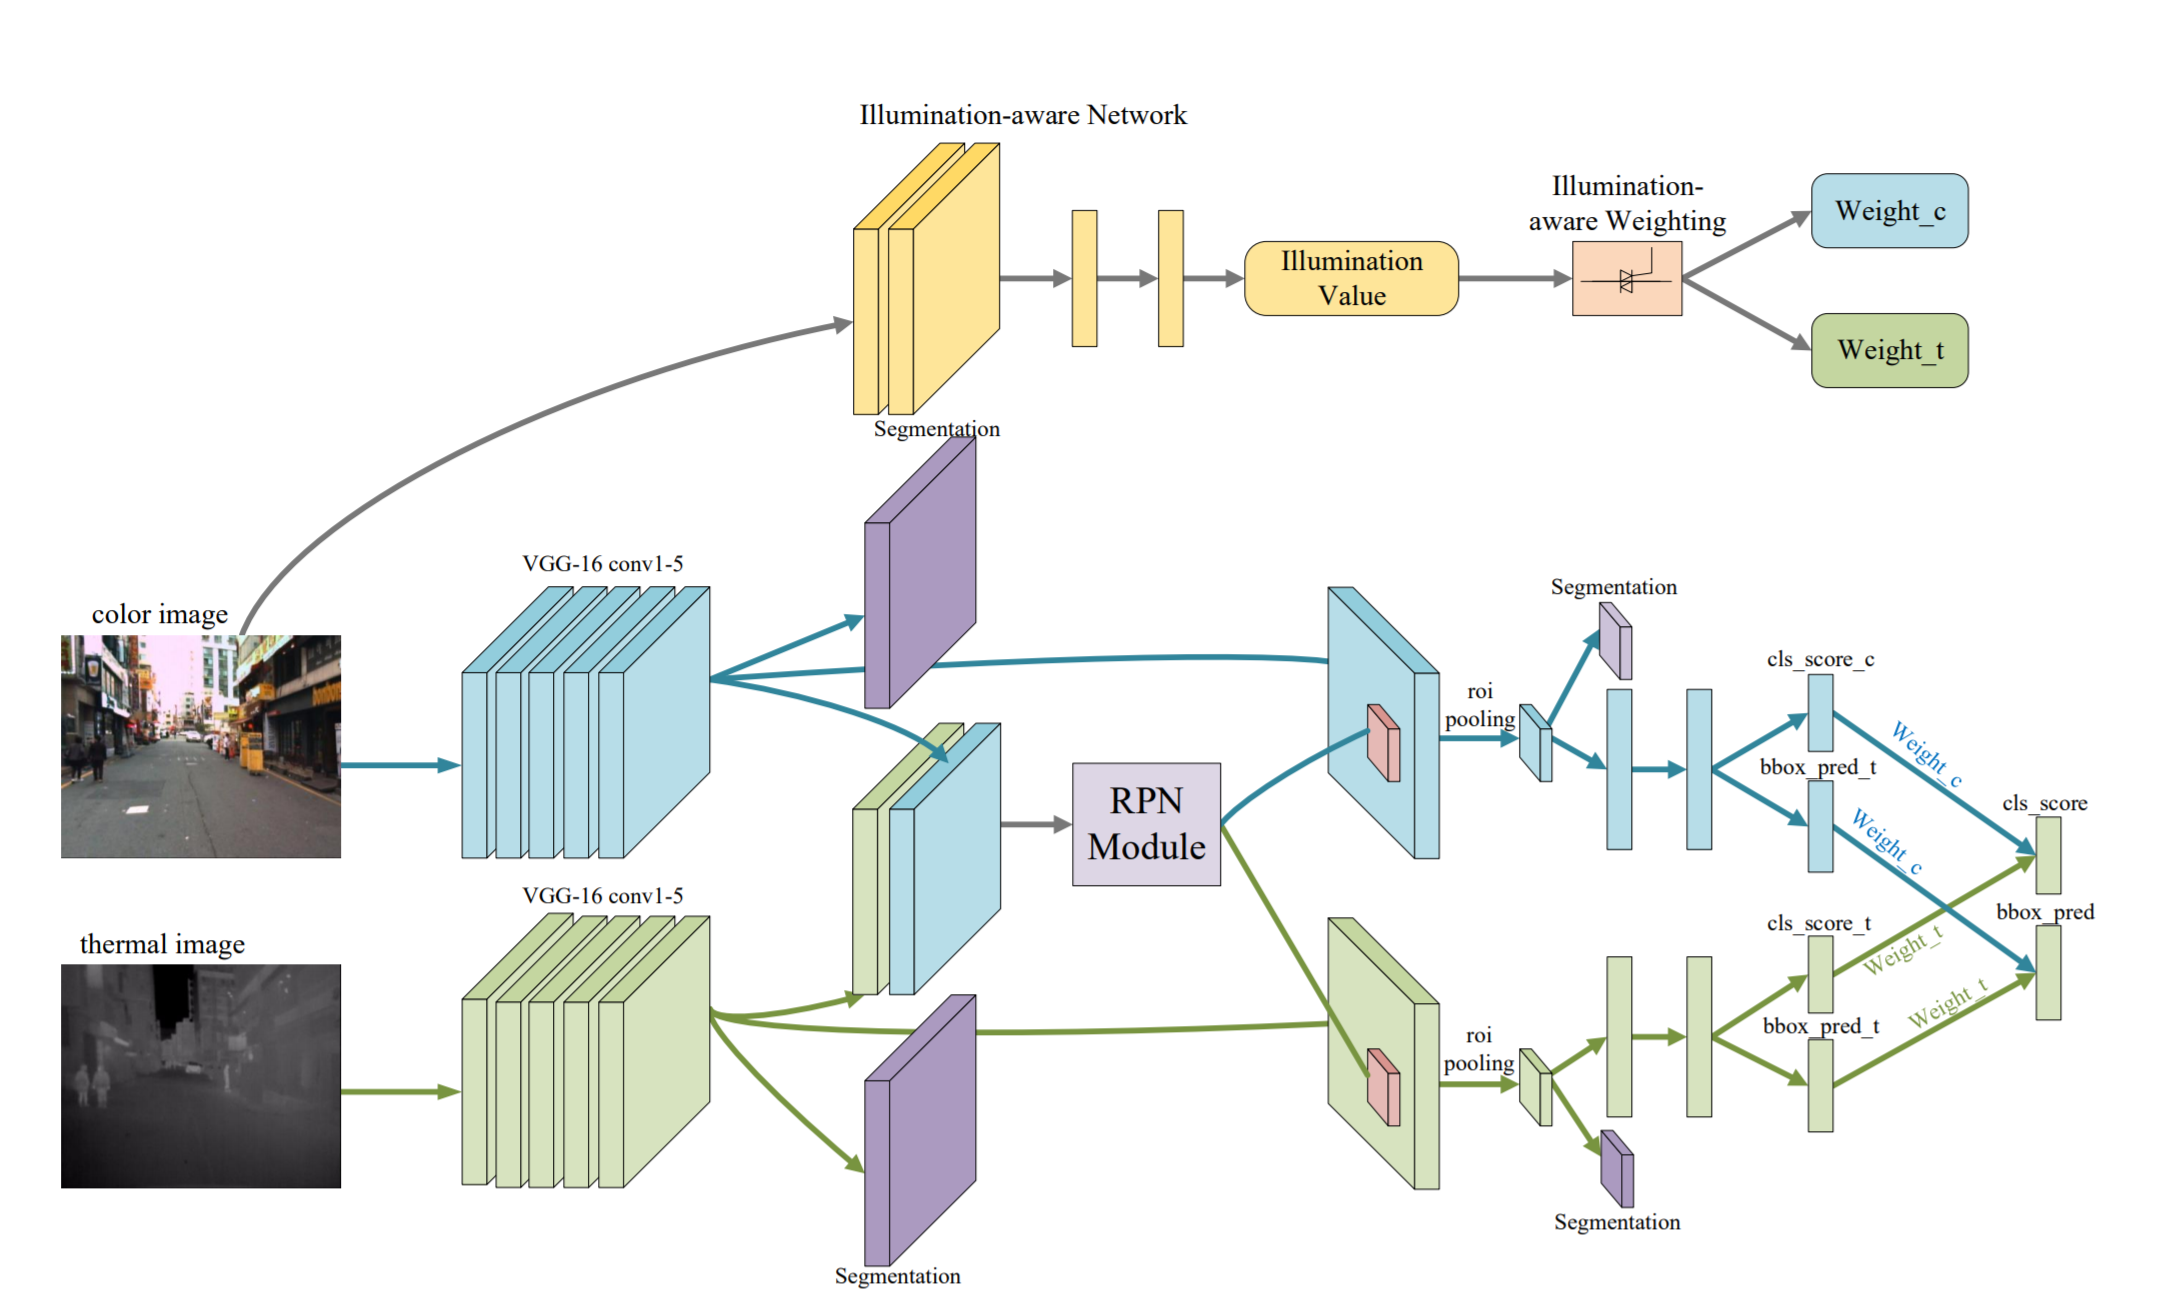 Illumination-aware Network
Illumination-
aware Weighting
Weight_c
Illumination
Value
Weight_t
Segmentation
VGG-16 conv1-5
Segmentation
color image
cls_score_c
roi
pooling
Weight_c
bbox_pred_t
RPN
Module
cls_score
Weight_c
VGG-16 conv1-5
bbox_pred
cls_score_t
thermal image
Weight_t
Weight_t
bbox_pred_t
roi
pooling
Segmentation
Segmentation